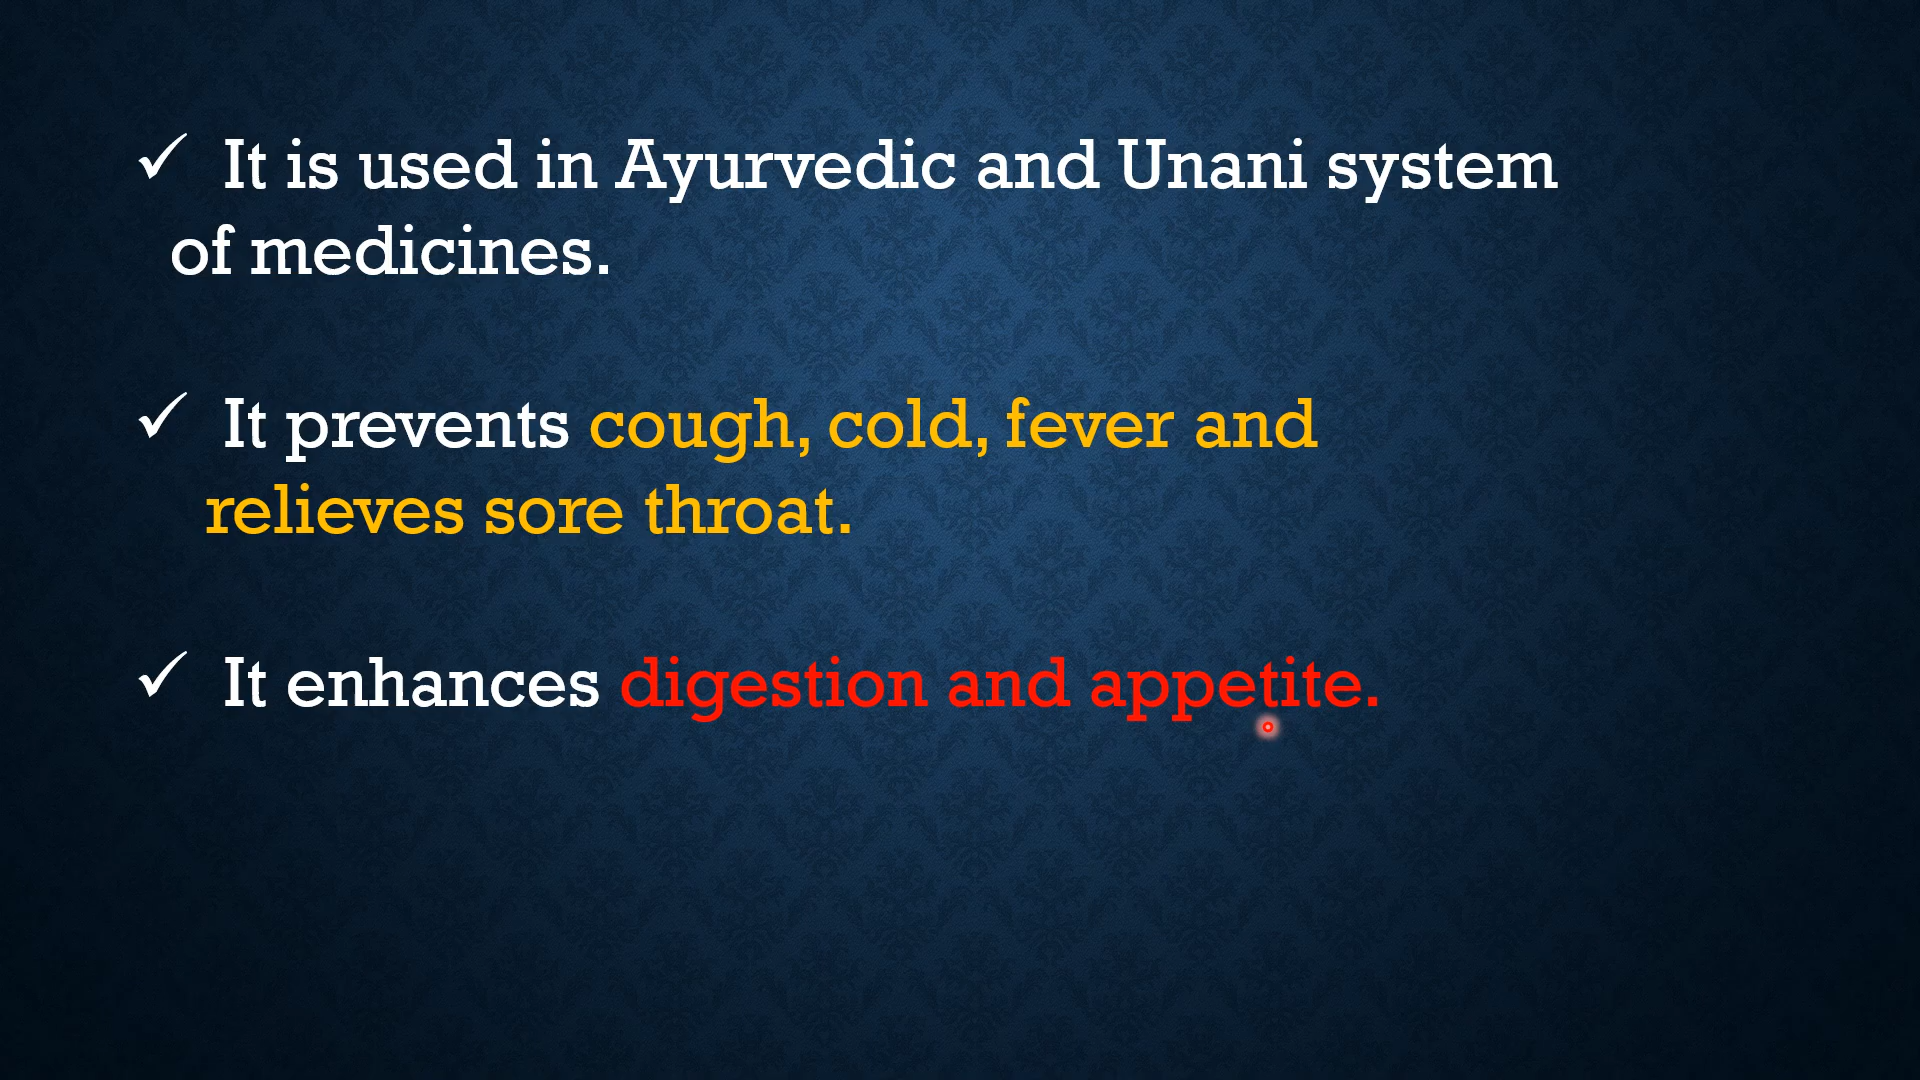 ✓ It is used in Ayurvedic and Unani system
of medicines.
✓ It prevents cough, cold, fever and
relieves sore throat.
✓ It enhances digestion and appetite.